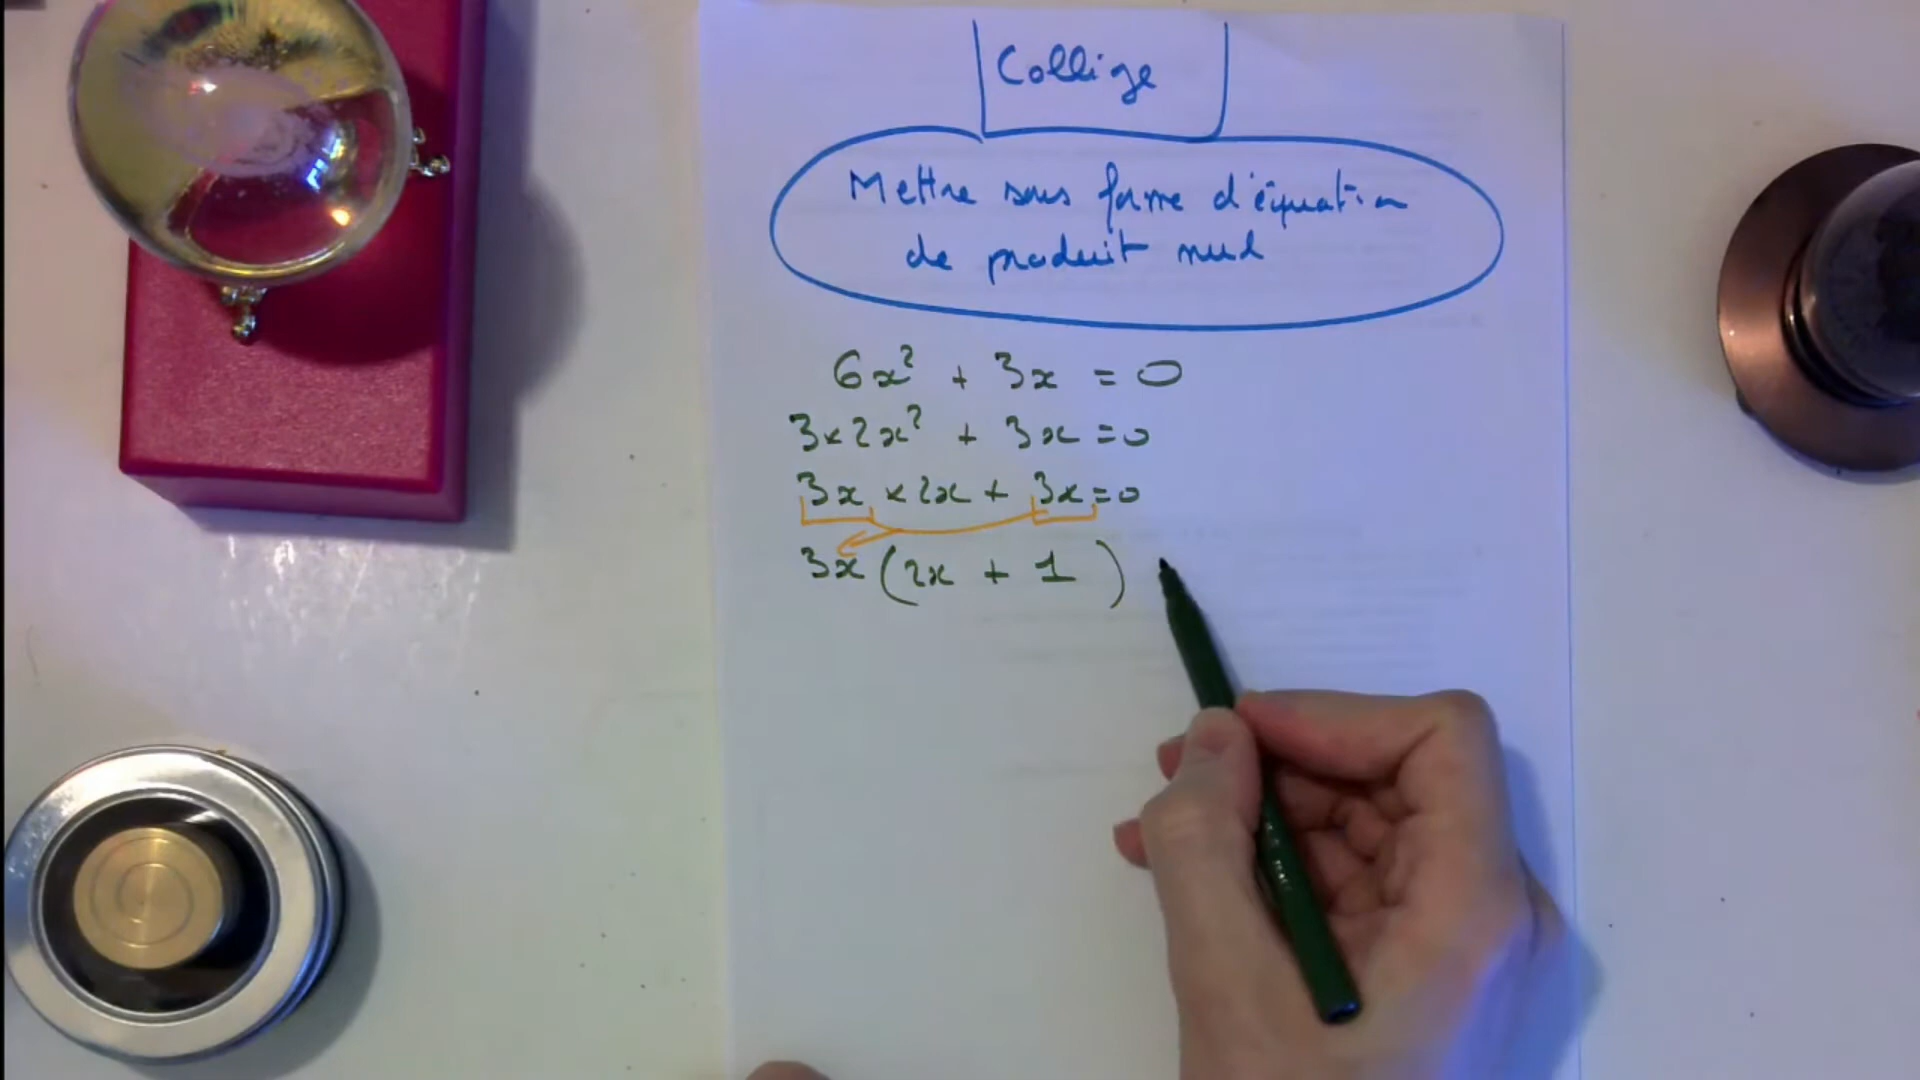 Collège
Mettre sous forme d'équation
de produit nul
6x² + 3x = 0
3×2x² + 3x = 0
3x × 2x + 3x = 0
3x (2x + 1)